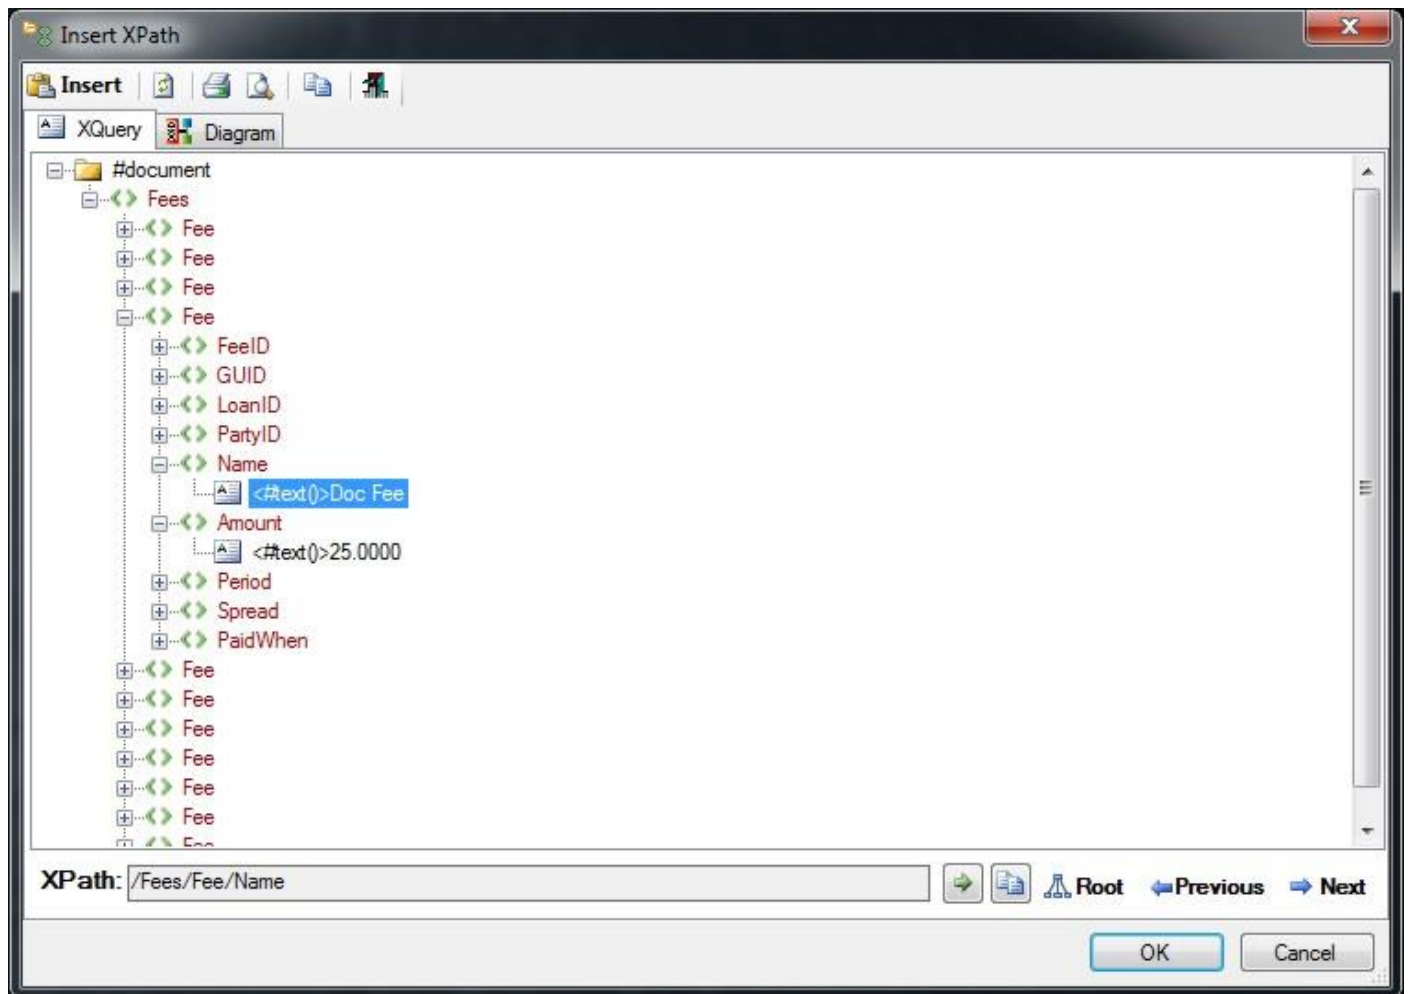 Insert XPath
Insert
XQuery Diagram
#document
Fees
Fee
Fee
Fee
Fee
FeeID
GUID
LoanID
PartyID
Name
<#text()>Doc Fee
Amount
<#text()>25.0000
Period
Spread
PaidWhen
Fee
Fee
Fee
Fee
Fee
Fee
Fee
XPath: /Fees/Fee/Name Root Previous Next
OK Cancel